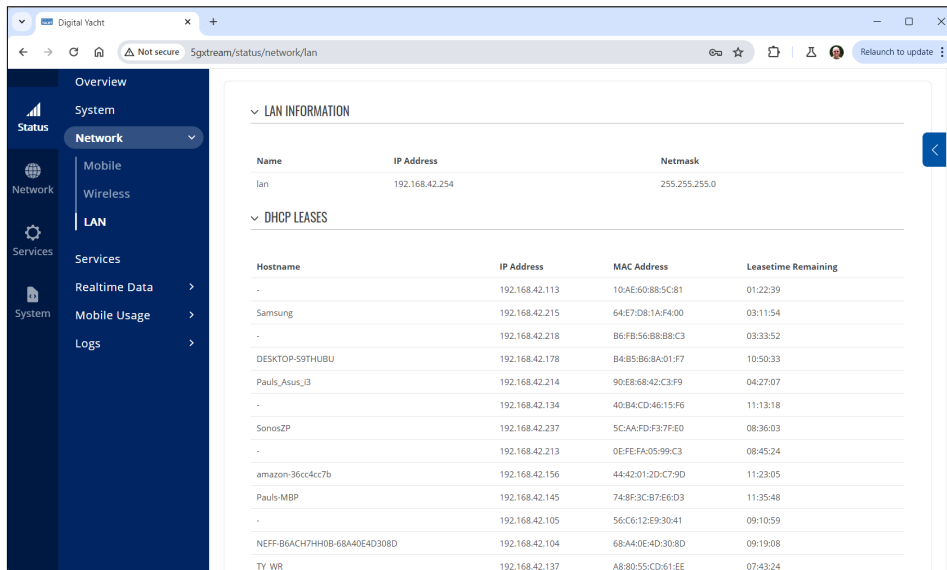 Digital Yacht
Not secure 5gxtream/status/network/lan
Relaunch to update
Status
Network
Services
System
Overview
System
Network
Mobile
Wireless
LAN
Services
Realtime Data
Mobile Usage
Logs
LAN INFORMATION
Name IP Address Netmask
lan 192.168.42.254 255.255.255.0
DHCP LEASES
Hostname IP Address MAC Address Leasetime Remaining
- 192.168.42.113 10:AE:60:88:5C:81 01:22:39
Samsung 192.168.42.215 64:E7:D8:1A:F4:00 03:11:54
- 192.168.42.218 B6:FB:56:B8:B8:C3 03:33:52
DESKTOP-S9THUBU 192.168.42.178 B4:B5:B6:8A:01:F7 10:50:33
Pauls_Asus_i3 192.168.42.214 90:E8:68:42:C3:F9 04:27:07
- 192.168.42.134 40:B4:CD:46:15:F6 11:13:18
SonosZP 192.168.42.237 5C:AA:FD:F3:7F:E0 08:36:03
- 192.168.42.213 0E:FE:FA:05:99:C3 08:45:24
amazon-36cc4cc7b 192.168.42.156 44:42:01:2D:C7:9D 11:23:05
Pauls-MBP 192.168.42.145 74:8F:3C:B7:E6:D3 11:35:48
- 192.168.42.105 56:C6:12:E9:30:41 09:10:59
NEFF-B6ACH7HH0B-68A40E4D308D 192.168.42.104 68:A4:0E:4D:30:8D 09:19:08
TY_WR 192.168.42.137 A8:80:55:CD:61:EE 07:43:24